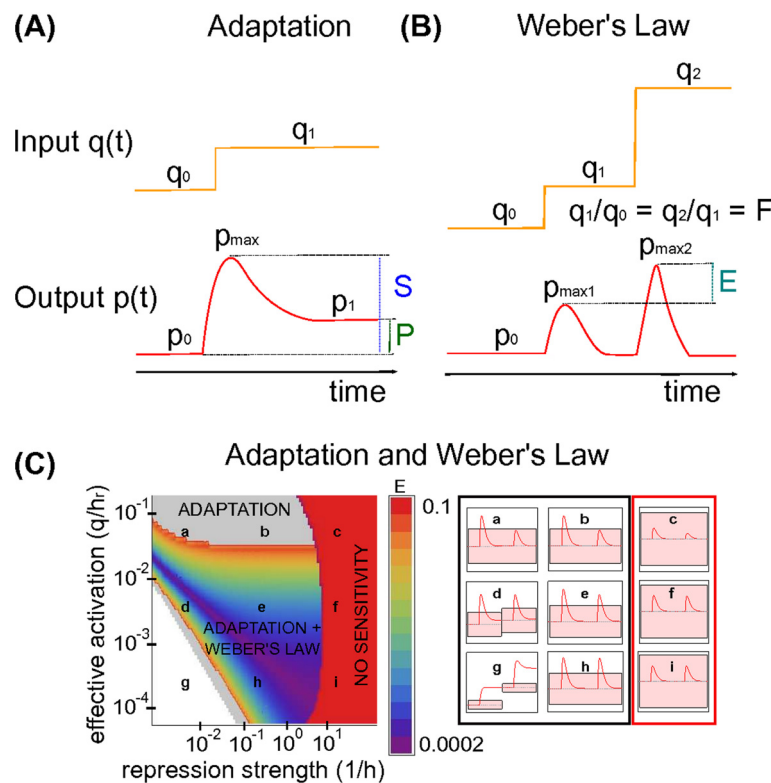 (A) Adaptation
(B) Weber's Law
Input q(t)
q0
q1
q0
q1
q2
q1/q0 = q2/q1 = F
Output p(t)
p0
pmax
p1
S
P
time
p0
pmax1
pmax2
E
time
(C) Adaptation and Weber's Law
effective activation (q/hr)
10-1
10-2
10-3
10-4
ADAPTATION
a b c
d e f
ADAPTATION +
WEBER'S LAW
g h i
NO SENSITIVITY
10-2 10-1 100 101
repression strength (1/h)
E
0.1
0.0002
a b c
d e f
g h i